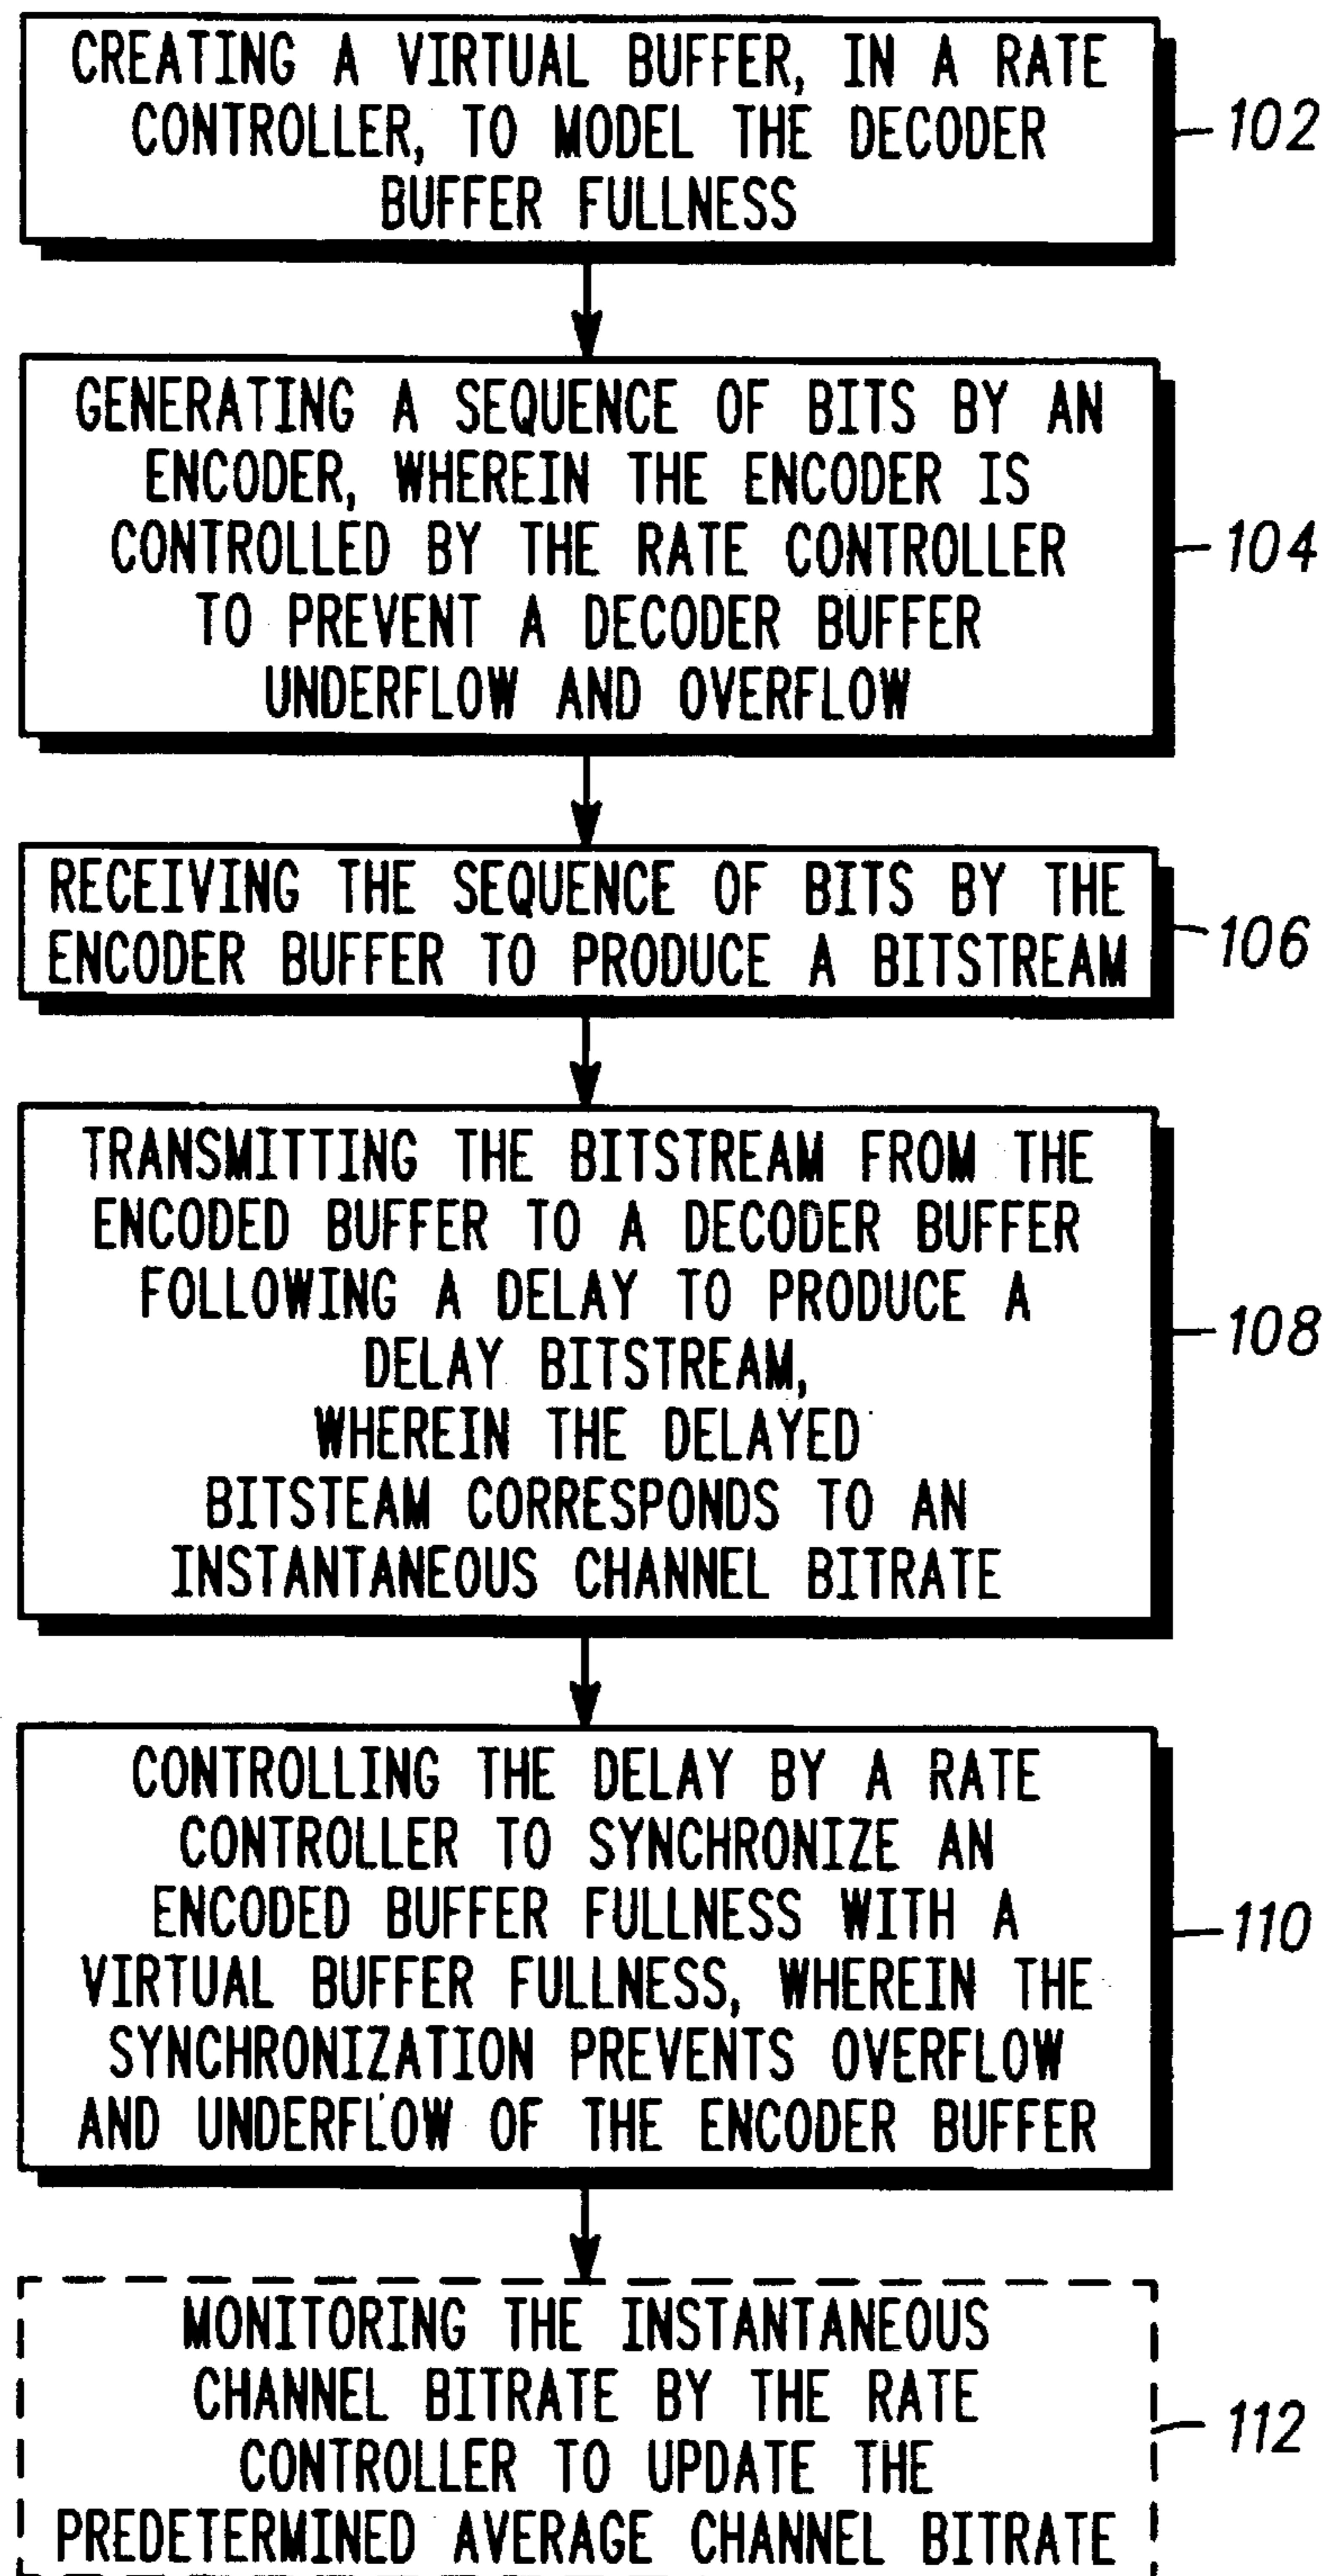 CREATING A VIRTUAL BUFFER, IN A RATE
CONTROLLER, TO MODEL THE DECODER
BUFFER FULLNESS
102
GENERATING A SEQUENCE OF BITS BY AN
ENCODER, WHEREIN THE ENCODER IS
CONTROLLED BY THE RATE CONTROLLER
TO PREVENT A DECODER BUFFER
UNDERFLOW AND OVERFLOW
104
RECEIVING THE SEQUENCE OF BITS BY THE
ENCODER BUFFER TO PRODUCE A BITSTREAM
106
TRANSMITTING THE BITSTREAM FROM THE
ENCODED BUFFER TO A DECODER BUFFER
FOLLOWING A DELAY TO PRODUCE A
DELAY BITSTREAM,
WHEREIN THE DELAYED
BITSTEAM CORRESPONDS TO AN
INSTANTANEOUS CHANNEL BITRATE
108
CONTROLLING THE DELAY BY A RATE
CONTROLLER TO SYNCHRONIZE AN
ENCODED BUFFER FULLNESS WITH A
VIRTUAL BUFFER FULLNESS, WHEREIN THE
SYNCHRONIZATION PREVENTS OVERFLOW
AND UNDERFLOW OF THE ENCODER BUFFER
110
MONITORING THE INSTANTANEOUS
CHANNEL BITRATE BY THE RATE
CONTROLLER TO UPDATE THE
PREDETERMINED AVERAGE CHANNEL BITRATE
112